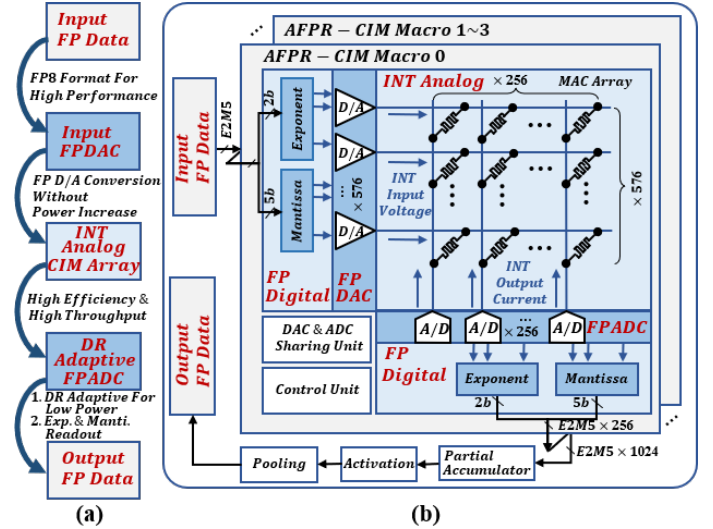 Input
FP Data
FP8 Format For
High Performance
Input
FPDAC
FP D/A Conversion
Without
Power Increase
INT
Analog
CIM Array
High Efficiency &
High Throughput
DR
Adaptive
FPADC
1. DR Adaptive For
Low Power
2. Exp. & Manti.
Readout
Output
FP Data
(a)
AFPR − CIM Macro 1~3
AFPR − CIM Macro 0
Input
FP Data
E2M5
2b
5b
Exponent
Mantissa
FP
Digital
D/A
D/A
...
× 576
D/A
FP
DAC
INT Analog
× 256
MAC Array
...
...
...
× 576
INT
Input
Voltage
INT
Output
Current
A/D
A/D
...
× 256
A/D
FPADC
FP
Digital
Exponent
Mantissa
2b
5b
DAC & ADC
Sharing Unit
Control Unit
...
...
E2M5 × 256
E2M5 × 1024
Output
FP Data
Pooling
Activation
Partial
Accumulator
(b)